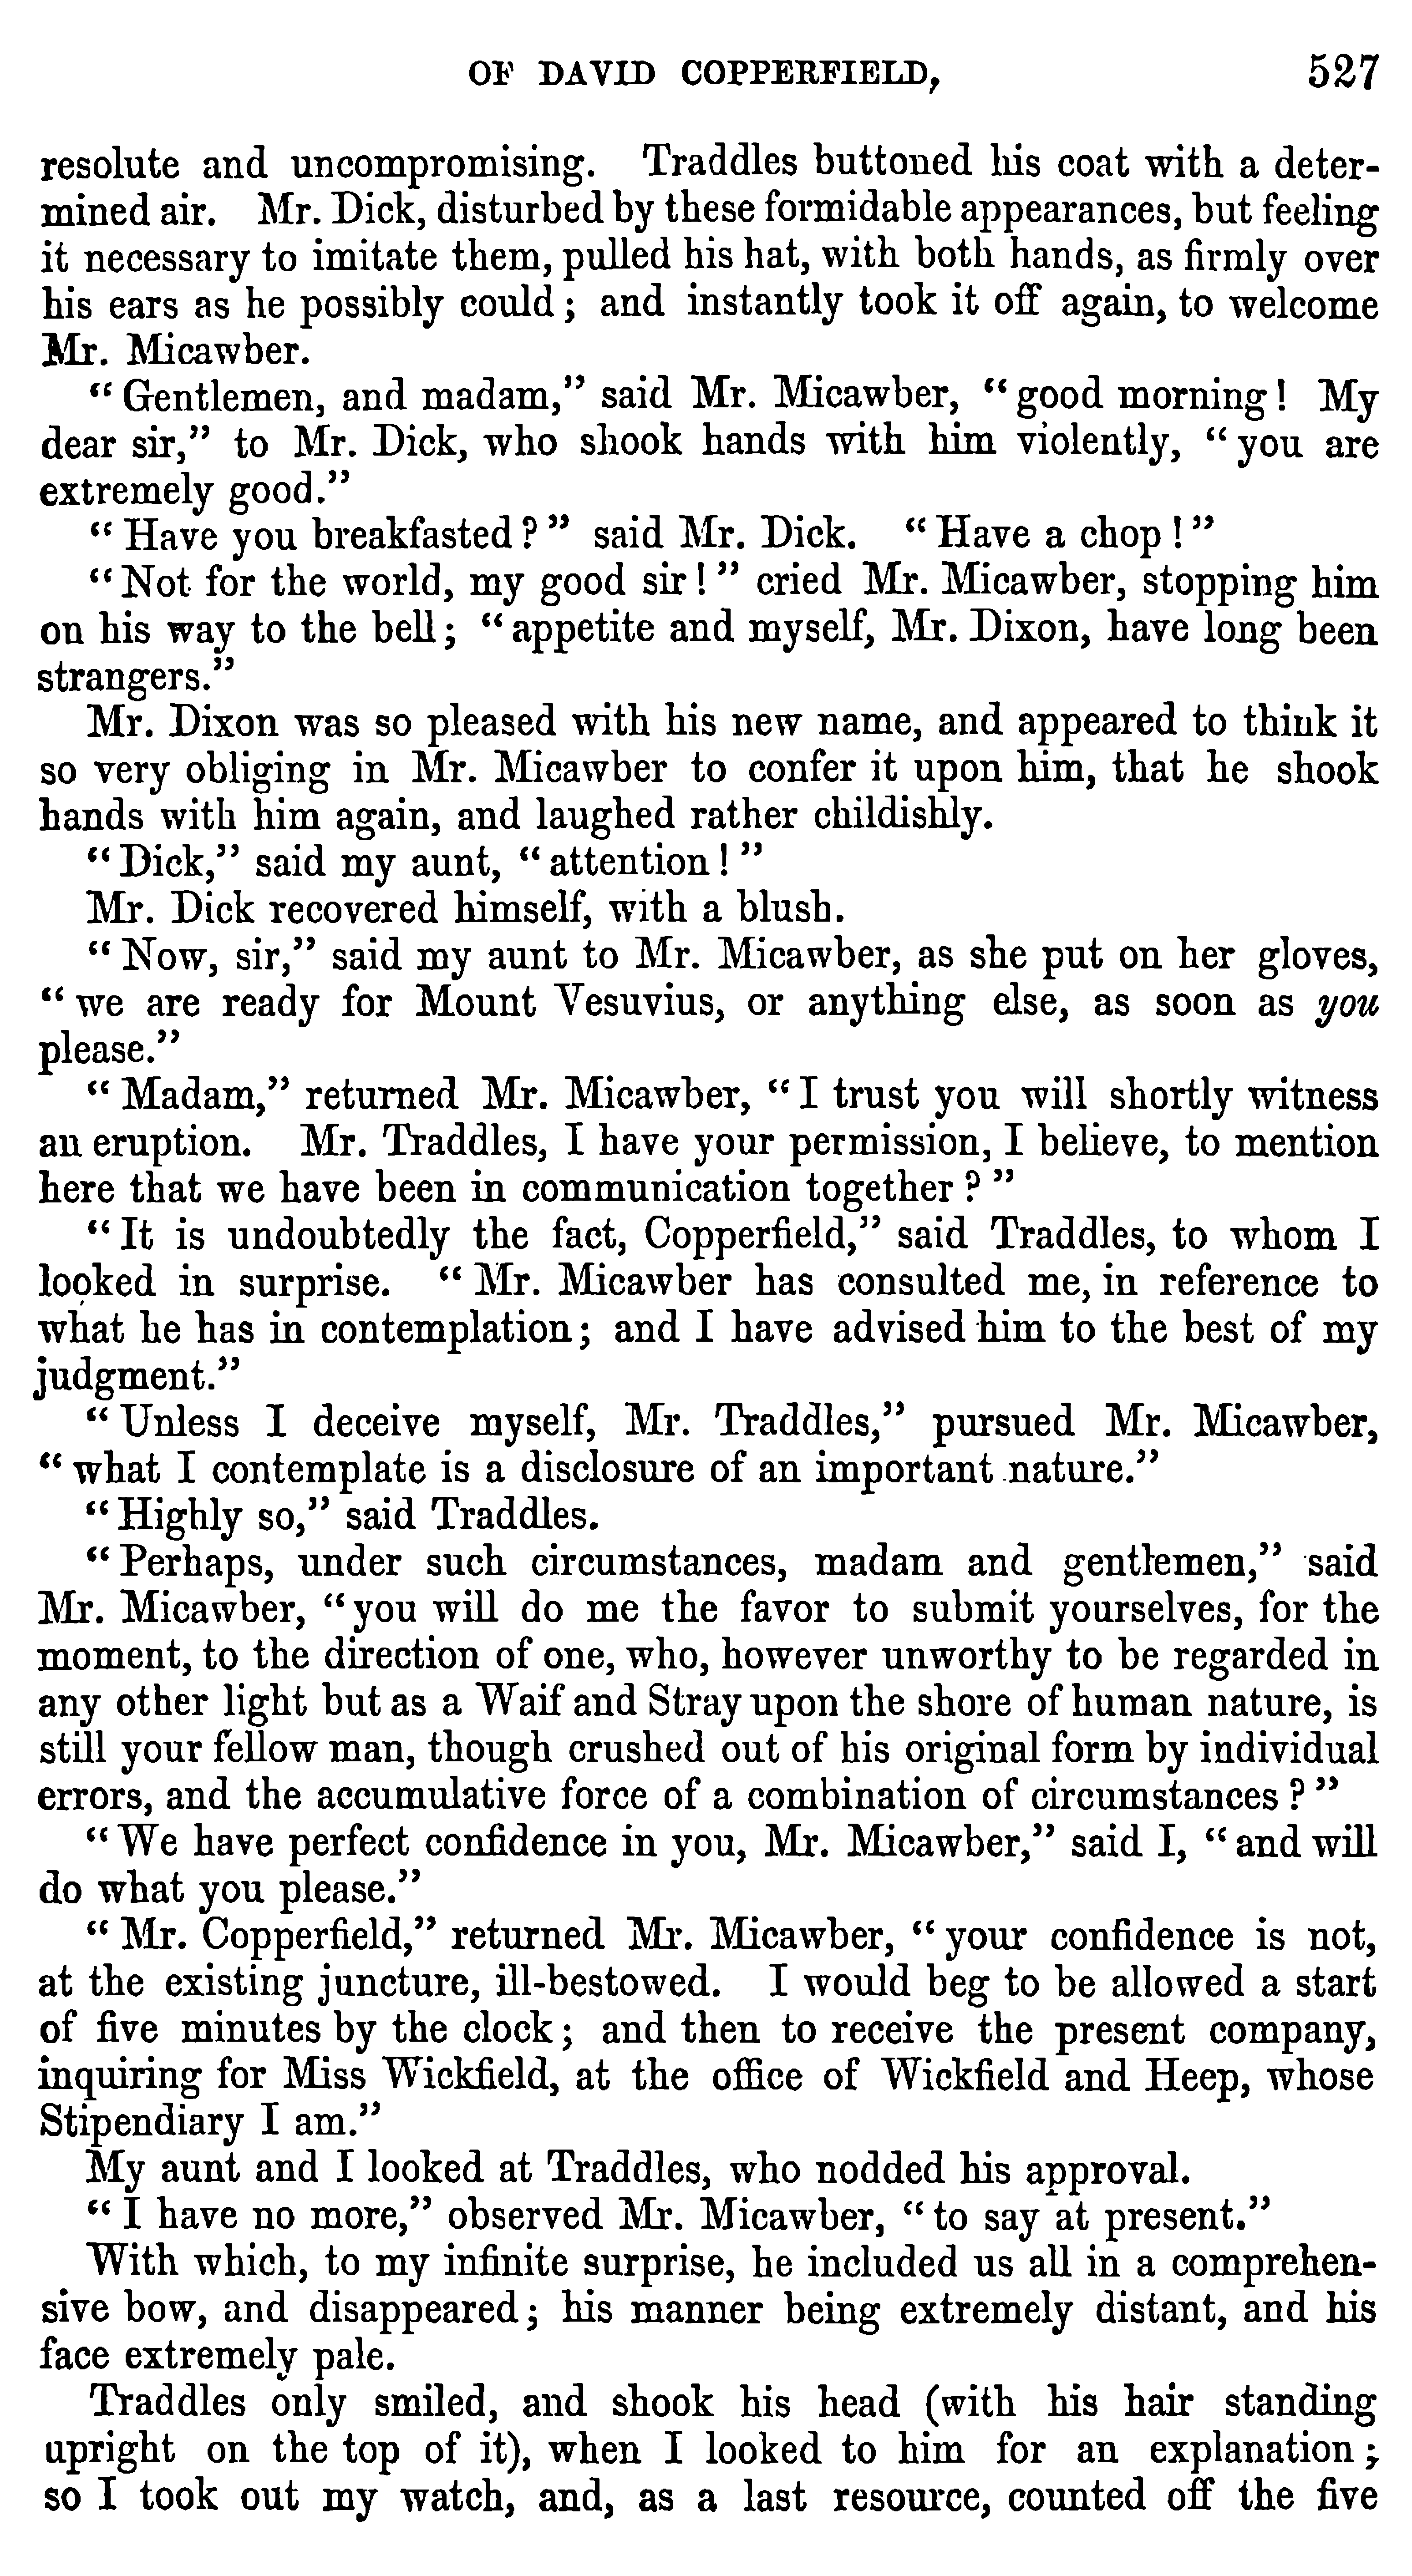 OF DAVID COPPERFIELD, 527
resolute and uncompromising. Traddles buttoned his coat with a deter-
mined air. Mr. Dick, disturbed by these formidable appearances, but feeling
it necessary to imitate them, pulled his hat, with both hands, as firmly over
his ears as he possibly could; and instantly took it off again, to welcome
Mr. Micawber.
"Gentlemen, and madam," said Mr. Micawber, "good morning! My
dear sir," to Mr. Dick, who shook hands with him violently, "you are
extremely good."
"Have you breakfasted?" said Mr. Dick. "Have a chop!"
"Not for the world, my good sir!" cried Mr. Micawber, stopping him
on his way to the bell; "appetite and myself, Mr. Dixon, have long been
strangers."
Mr. Dixon was so pleased with his new name, and appeared to think it
so very obliging in Mr. Micawber to confer it upon him, that he shook
hands with him again, and laughed rather childishly.
"Dick," said my aunt, "attention!"
Mr. Dick recovered himself, with a blush.
"Now, sir," said my aunt to Mr. Micawber, as she put on her gloves,
"we are ready for Mount Vesuvius, or anything else, as soon as you
please."
"Madam," returned Mr. Micawber, "I trust you will shortly witness
an eruption. Mr. Traddles, I have your permission, I believe, to mention
here that we have been in communication together?"
"It is undoubtedly the fact, Copperfield," said Traddles, to whom I
looked in surprise. "Mr. Micawber has consulted me, in reference to
what he has in contemplation; and I have advised him to the best of my
judgment."
"Unless I deceive myself, Mr. Traddles," pursued Mr. Micawber,
"what I contemplate is a disclosure of an important nature."
"Highly so," said Traddles.
"Perhaps, under such circumstances, madam and gentlemen," said
Mr. Micawber, "you will do me the favor to submit yourselves, for the
moment, to the direction of one, who, however unworthy to be regarded in
any other light but as a Waif and Stray upon the shore of human nature, is
still your fellow man, though crushed out of his original form by individual
errors, and the accumulative force of a combination of circumstances?"
"We have perfect confidence in you, Mr. Micawber," said I, "and will
do what you please."
"Mr. Copperfield," returned Mr. Micawber, "your confidence is not,
at the existing juncture, ill-bestowed. I would beg to be allowed a start
of five minutes by the clock; and then to receive the present company,
inquiring for Miss Wickfield, at the office of Wickfield and Heep, whose
Stipendiary I am."
My aunt and I looked at Traddles, who nodded his approval.
"I have no more," observed Mr. Micawber, "to say at present."
With which, to my infinite surprise, he included us all in a comprehen-
sive bow, and disappeared; his manner being extremely distant, and his
face extremely pale.
Traddles only smiled, and shook his head (with his hair standing
upright on the top of it), when I looked to him for an explanation;
so I took out my watch, and, as a last resource, counted off the five